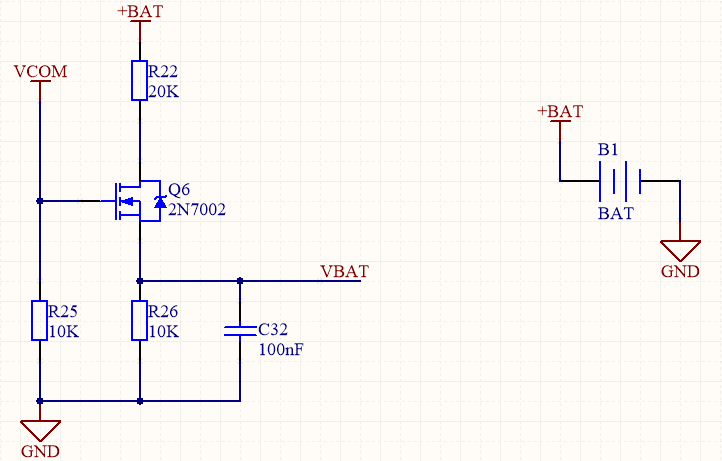 +BAT
VCOM
R22
20K
+BAT
B1
BAT
Q6
2N7002
GND
VBAT
R25
10K
R26
10K
C32
100nF
GND